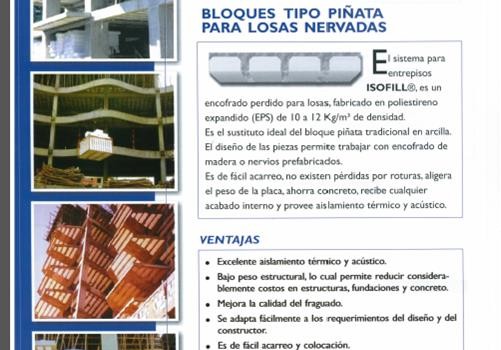 BLOQUES TIPO PIÑATA
PARA LOSAS NERVADAS
El sistema para
entrepisos
ISOFILL®, es un
encofrado perdido para losas, fabricado en poliestireno
expandido (EPS) de 10 a 12 Kg/m³ de densidad.
Es el sustituto ideal del bloque piñata tradicional en arcilla.
El diseño de las piezas permite trabajar con encofrado de
madera o nervios prefabricados.
Es de fácil acarreo, no existen pérdidas por roturas, aligera
el peso de la placa, ahorra concreto, recibe cualquier
acabado interno y provee aislamiento térmico y acústico.
VENTAJAS
• Excelente aislamiento térmico y acústico.
• Bajo peso estructural, lo cual permite reducir considera-
blemente costos en estructuras, fundaciones y concreto.
• Mejora la calidad del fraguado.
• Se adapta fácilmente a los requerimientos del diseño y del
constructor.
• Es de fácil acarreo y colocación.